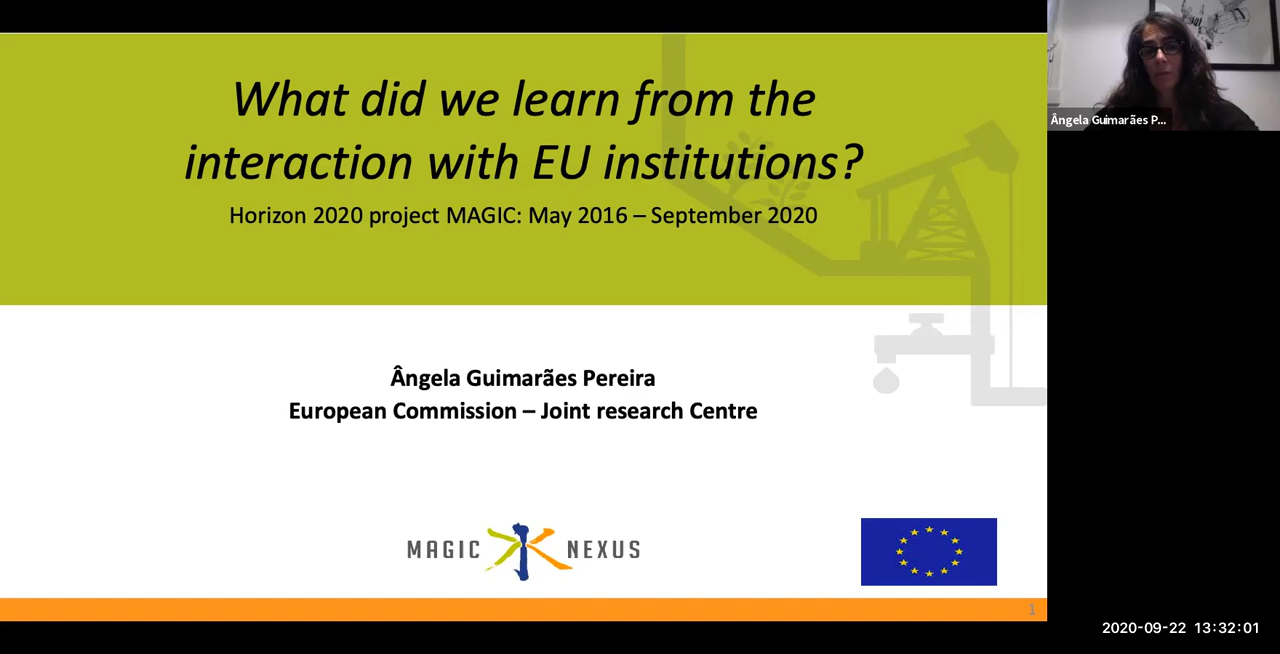 What did we learn from the
interaction with EU institutions?
Horizon 2020 project MAGIC: May 2016 – September 2020
Ângela Guimarães Pereira
European Commission – Joint research Centre
MAGIC NEXUS
1
Ângela Guimarães P...
2020-09-22 13:32:01